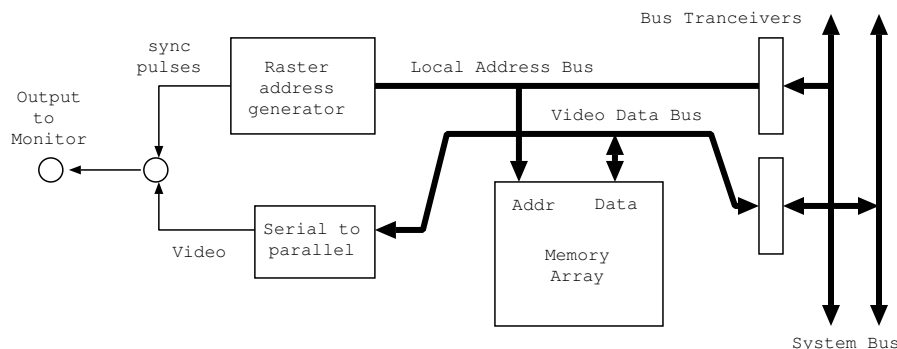 Bus Tranceivers
sync
pulses
Raster
address
generator
Local Address Bus
Output
to
Monitor
Video Data Bus
Addr
Data
Serial to
parallel
Video
Memory
Array
System Bus